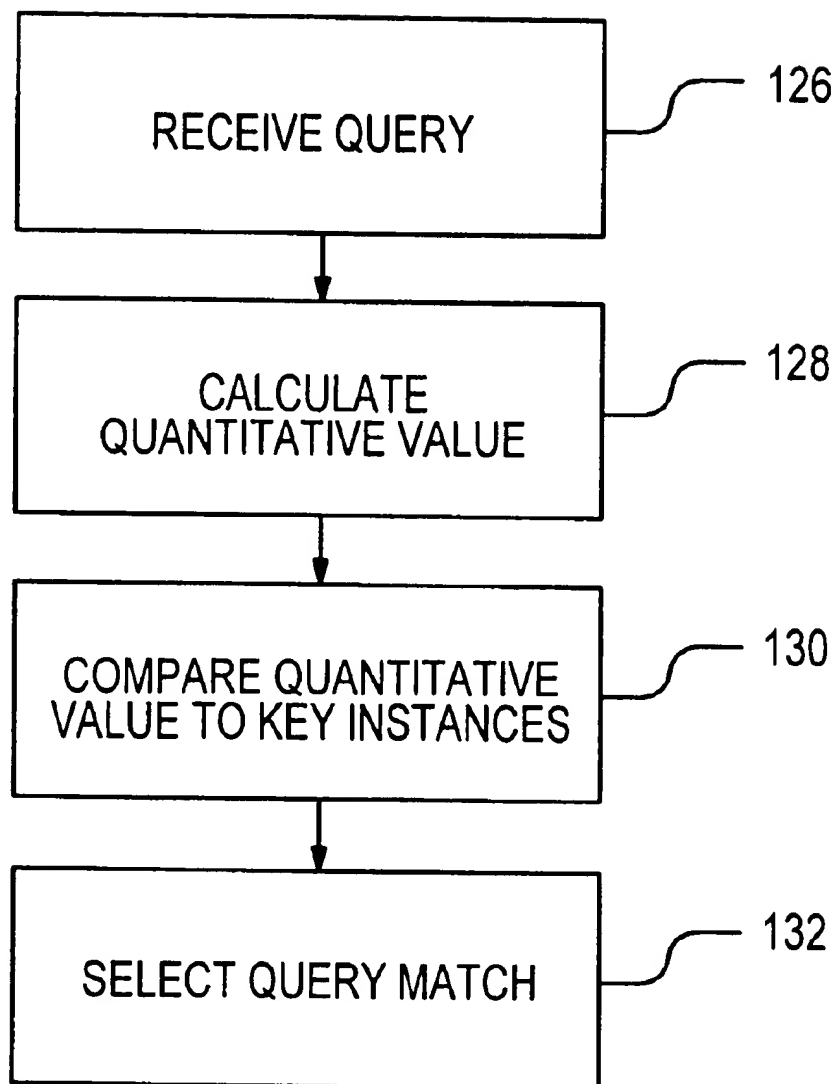 RECEIVE QUERY
126
CALCULATE
QUANTITATIVE VALUE
128
COMPARE QUANTITATIVE
VALUE TO KEY INSTANCES
130
SELECT QUERY MATCH
132